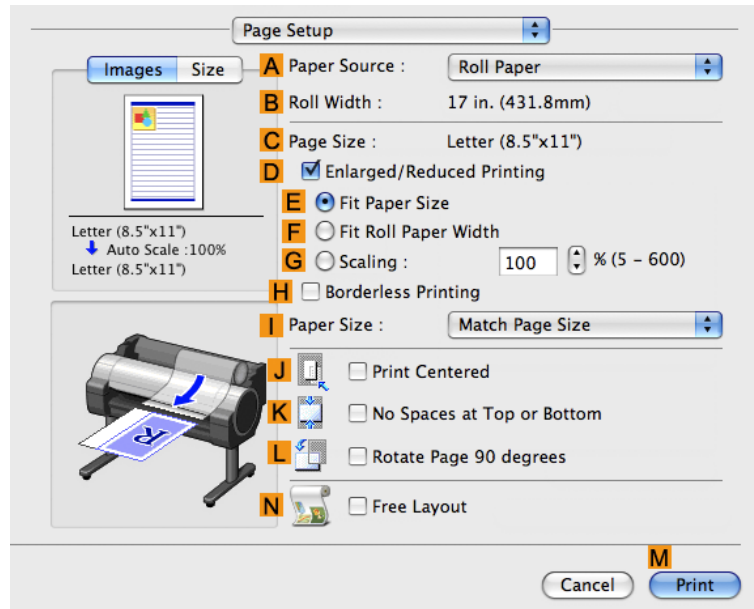 Page Setup
Images Size
A Paper Source : Roll Paper
B Roll Width : 17 in. (431.8mm)
C Page Size : Letter (8.5"x11")
D Enlarged/Reduced Printing
E Fit Paper Size
F Fit Roll Paper Width
G Scaling : 100 % (5 - 600)
H Borderless Printing
I Paper Size : Match Page Size
J Print Centered
K No Spaces at Top or Bottom
L Rotate Page 90 degrees
N Free Layout
Letter (8.5"x11")
Auto Scale :100%
Letter (8.5"x11")
R
M
Cancel Print